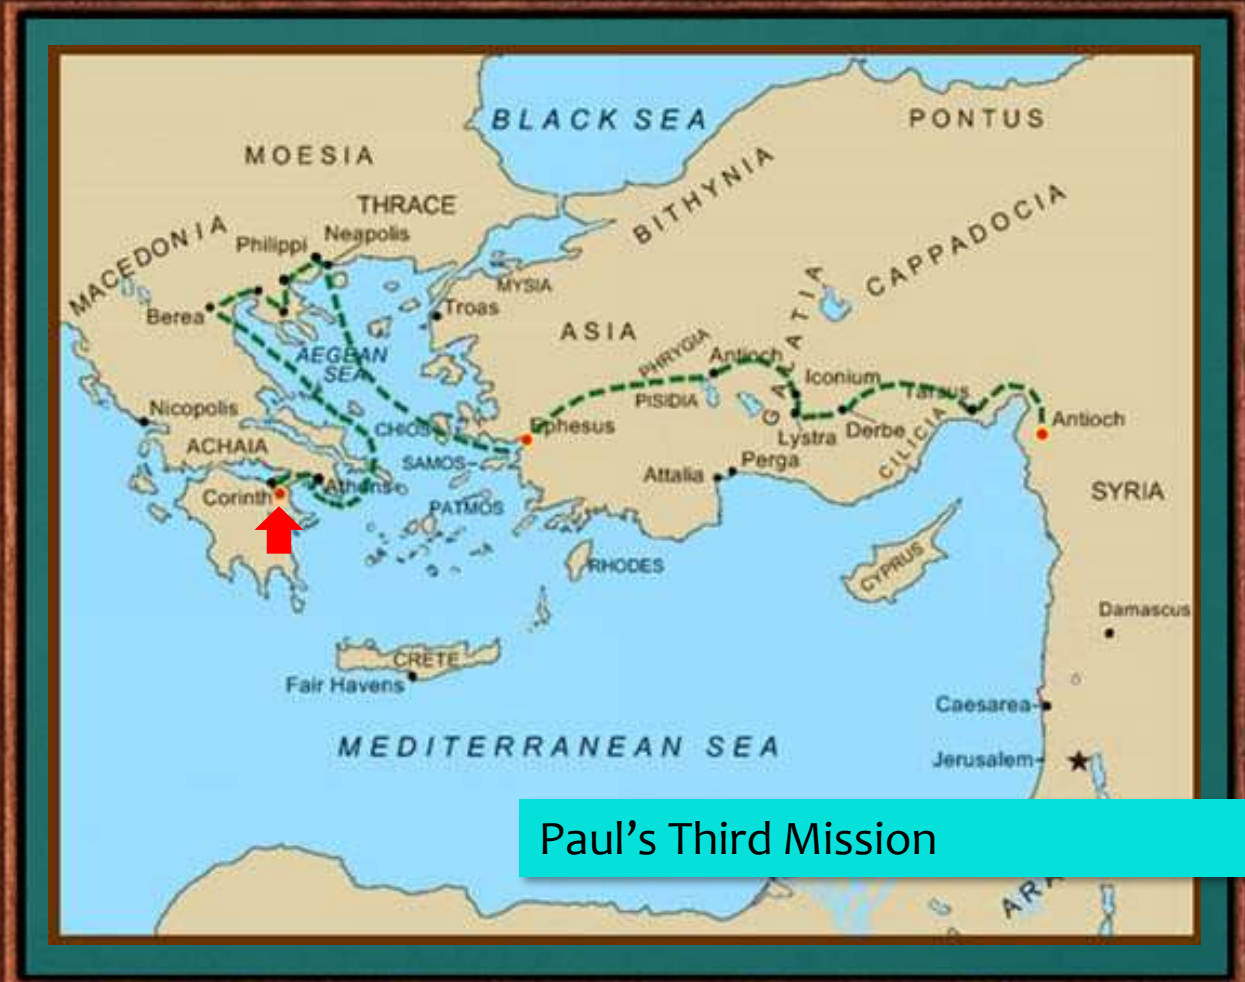 BLACK SEA
PONTUS
MOESIA
BITHYNIA
THRACE
CAPPADOCIA
MACEDONIA
Philippi
Neapolis
MYSIA
Troas
Berea
ASIA
GALATIA
AEGEAN
SEA
PHRYGIA
Antioch
Iconium
Tarsus
PISIDIA
Nicopolis
CHIOS
Ephesus
Lystra
Derbe
CILICIA
Antioch
ACHAIA
SAMOS
Perga
Attalia
Athens
Corinth
PATMOS
SYRIA
RHODES
CYPRUS
Damascus
CRETE
Fair Havens
Caesarea
MEDITERRANEAN SEA
Jerusalem
Paul’s Third Mission